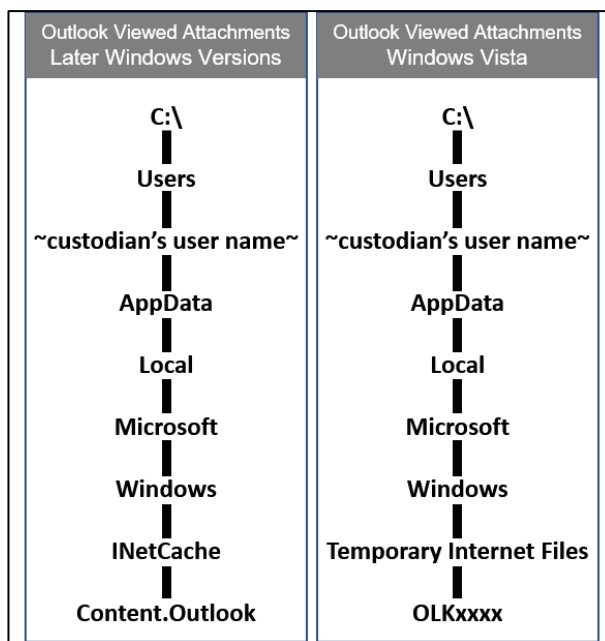 Outlook Viewed Attachments
Later Windows Versions
C:\
Users
~custodian’s user name~
AppData
Local
Microsoft
Windows
INetCache
Content.Outlook
Outlook Viewed Attachments
Windows Vista
C:\
Users
~custodian’s user name~
AppData
Local
Microsoft
Windows
Temporary Internet Files
OLKxxxx